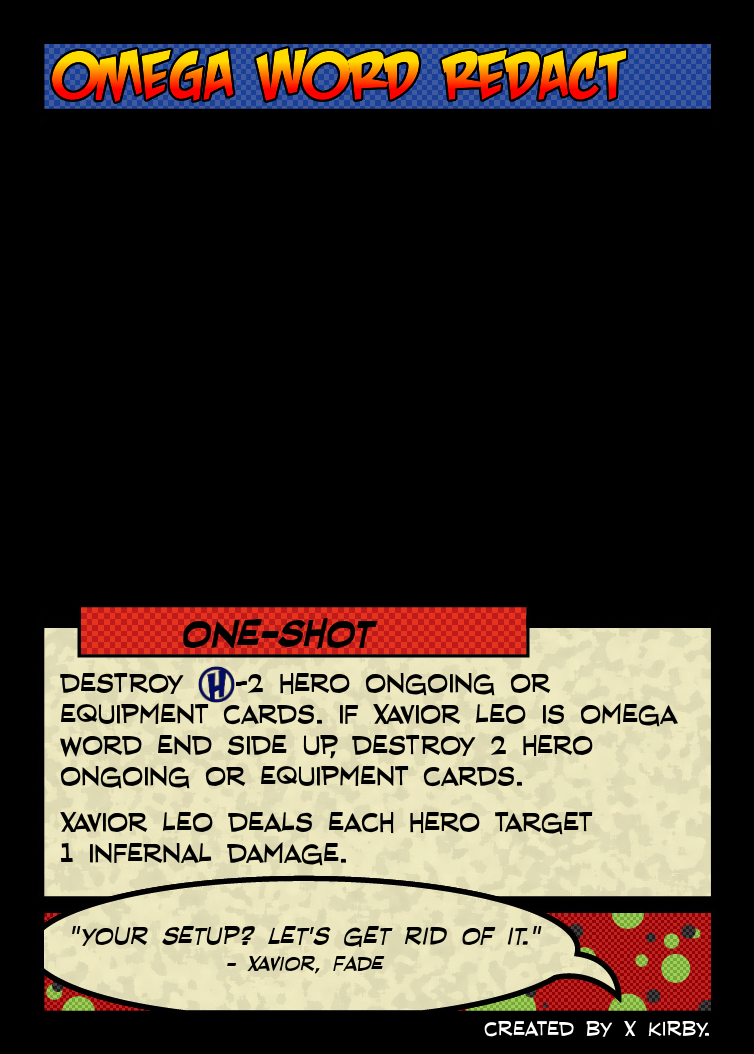 OMEGA WORD REDACT
ONE-SHOT
DESTROY H-2 HERO ONGOING OR
EQUIPMENT CARDS. IF XAVIOR LEO IS OMEGA
WORD END SIDE UP, DESTROY 2 HERO
ONGOING OR EQUIPMENT CARDS.
XAVIOR LEO DEALS EACH HERO TARGET
1 INFERNAL DAMAGE.
"YOUR SETUP? LET'S GET RID OF IT."
- XAVIOR, FADE
CREATED BY X KIRBY.